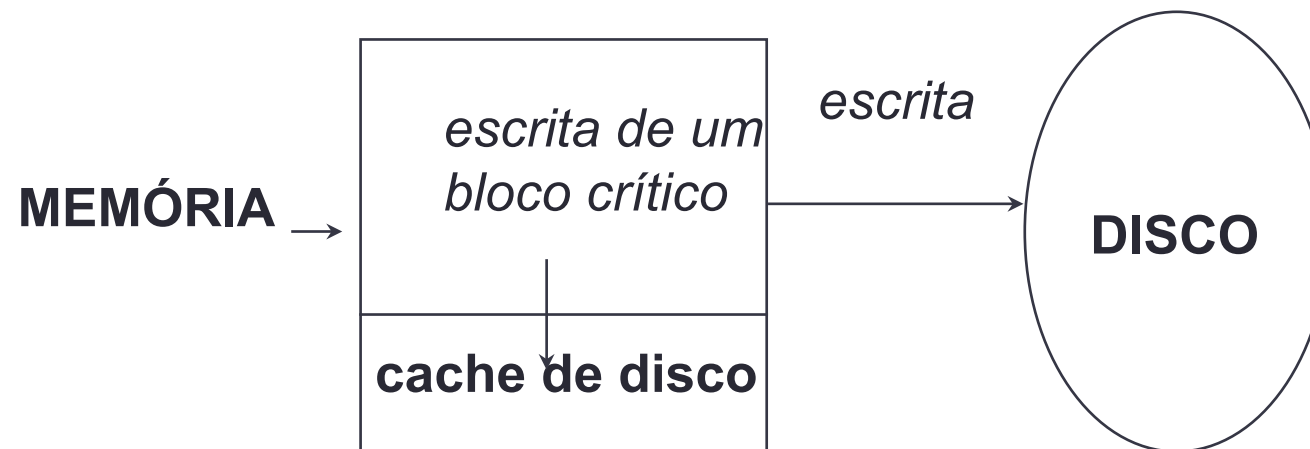 MEMÓRIA
escrita de um
bloco crítico
cache de disco
escrita
DISCO